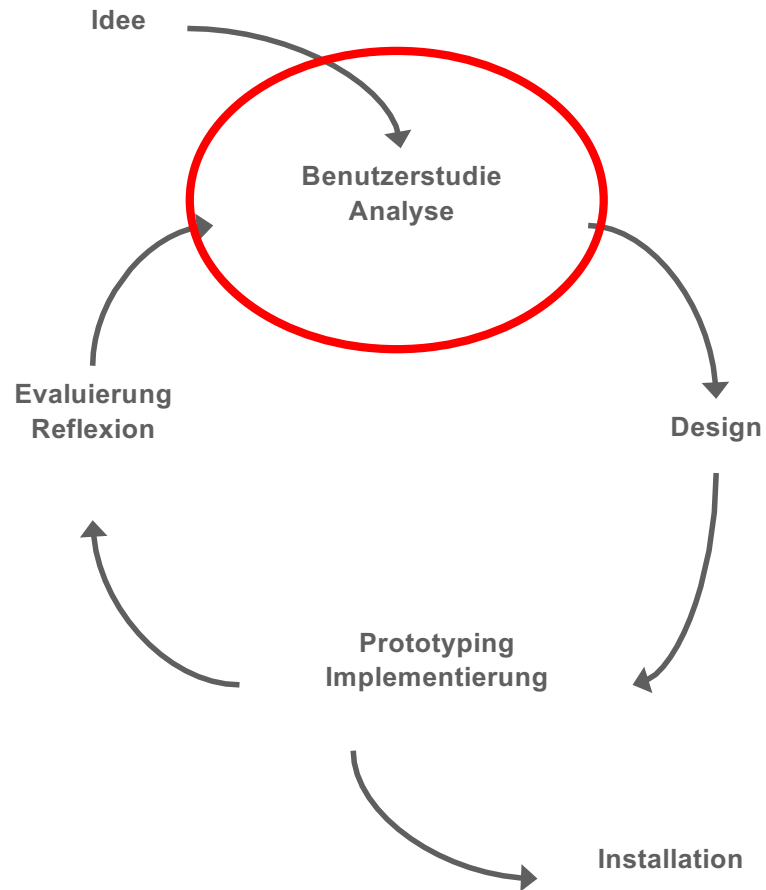 Idee
Benutzerstudie
Analyse
Evaluierung
Reflexion
Design
Prototyping
Implementierung
Installation